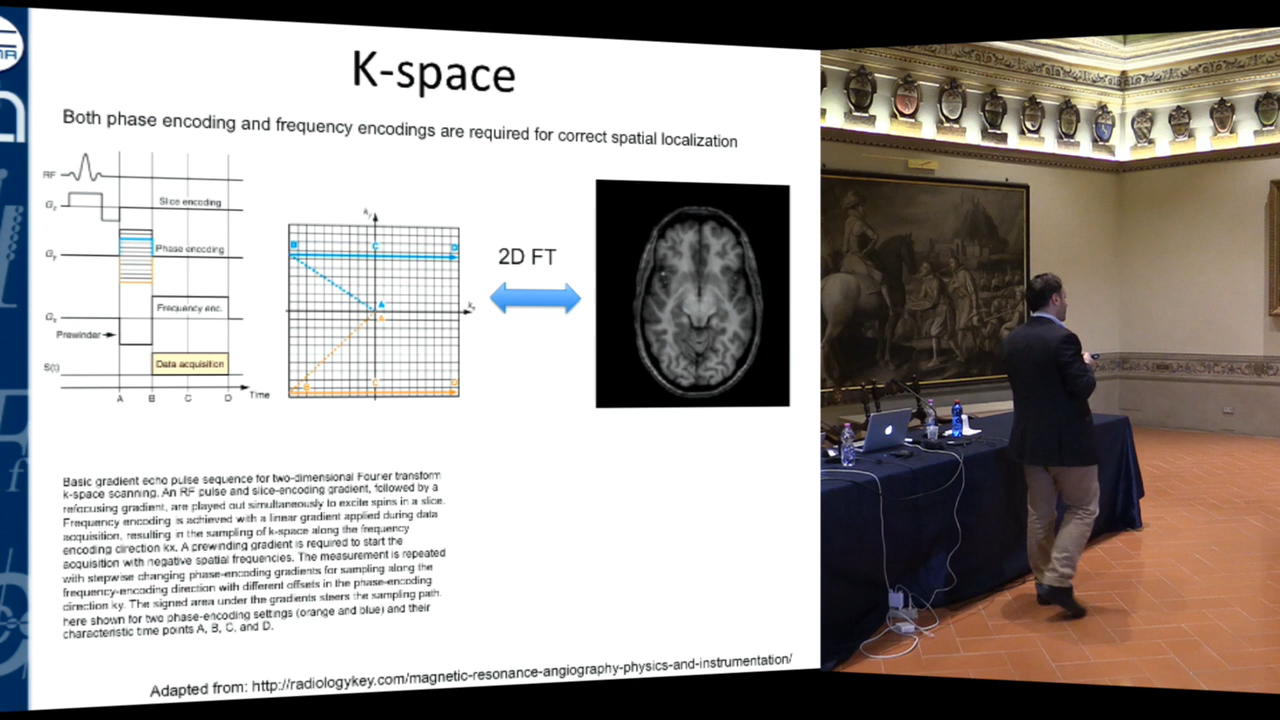 K-space
Both phase encoding and frequency encodings are required for correct spatial localization
RF
Gz
Slice encoding
Gy
Phase encoding
Gx
Frequency enc.
Prewinder
S(t)
Data acquisition
A B C D
Time
ky
B C D
A
kx
A
B C D
2D FT
Basic gradient echo pulse sequence for two-dimensional Fourier transform
k-space scanning. An RF pulse and slice-encoding gradient, followed by a
refocusing gradient, are played out simultaneously to excite spins in a slice.
Frequency encoding is achieved with a linear gradient applied during data
acquisition, resulting in the sampling of k-space along the frequency
encoding direction kx. A prewinding gradient is required to start the
acquisition with negative spatial frequencies. The measurement is repeated
with stepwise changing phase-encoding gradients for sampling along the
frequency-encoding direction with different offsets in the phase-encoding
direction ky. The signed area under the gradients steers the sampling path.
here shown for two phase-encoding settings (orange and blue) and their
characteristic time points A, B, C, and D.
Adapted from: http://radiologykey.com/magnetic-resonance-angiography-physics-and-instrumentation/